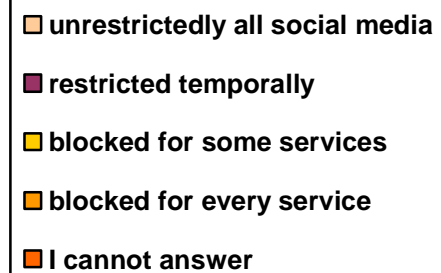 unrestrictedly all social media
restricted temporally
blocked for some services
blocked for every service
I cannot answer